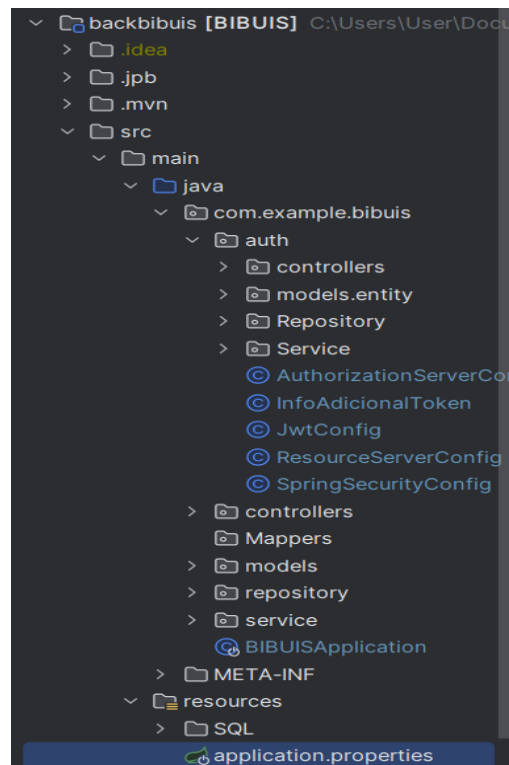 backbibuis [BIBUIS] C:\Users\User\Docu
.idea
.jpb
.mvn
src
main
java
com.example.bibuis
auth
controllers
models.entity
Repository
Service
AuthorizationServerCo
InfoAdicionalToken
JwtConfig
ResourceServerConfig
SpringSecurityConfig
controllers
Mappers
models
repository
service
BIBUISApplication
META-INF
resources
SQL
application.properties